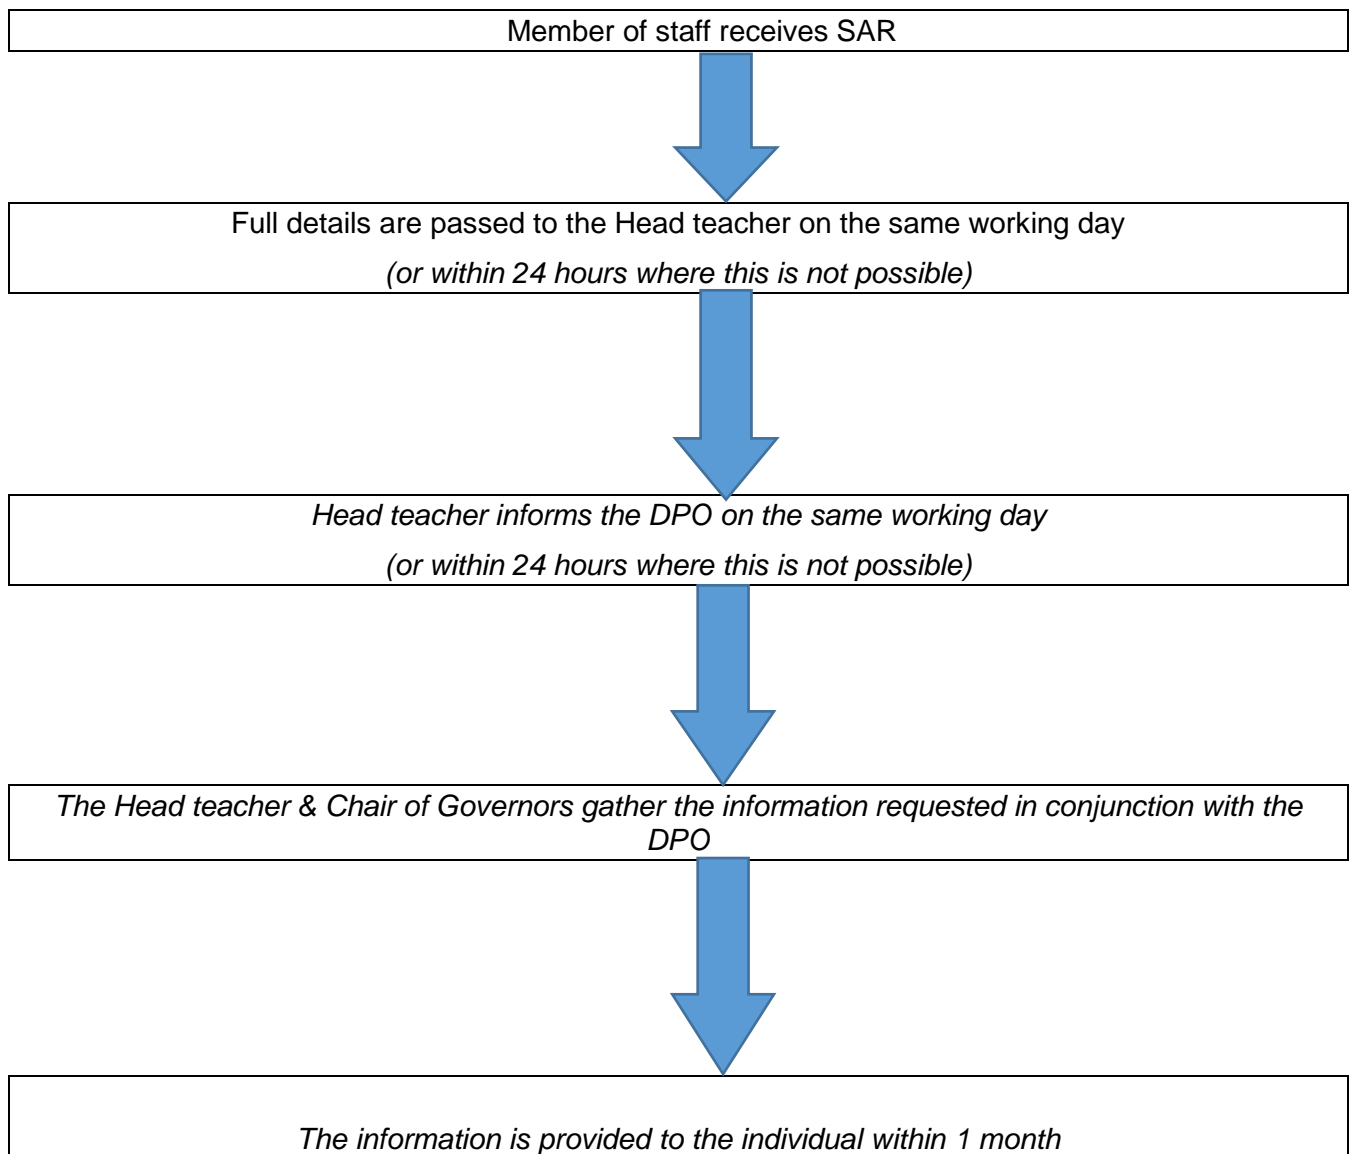 Member of staff receives SAR
Full details are passed to the Head teacher on the same working day
(or within 24 hours where this is not possible)
Head teacher informs the DPO on the same working day
(or within 24 hours where this is not possible)
The Head teacher & Chair of Governors gather the information requested in conjunction with the
DPO
The information is provided to the individual within 1 month